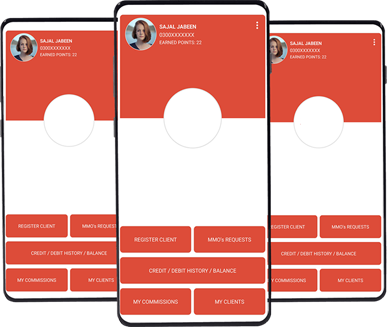 SAJAL JABEEN
0300XXXXXXX
EARNED POINTS: 22
REGISTER CLIENT
MMO's REQUESTS
CREDIT / DEBIT HISTORY / BALANCE
MY COMMISSIONS
MY CLIENTS
SAJAL JABEEN
0300XXXXXXX
EARNED POINTS: 22
REGISTER CLIENT
MMO's REQUESTS
CREDIT / DEBIT HISTORY / BALANCE
MY COMMISSIONS
MY CLIENTS
SAJAL JABEEN
0300XXXXXXX
EARNED POINTS: 22
REGISTER CLIENT
MMO's REQUESTS
CREDIT / DEBIT HISTORY / BALANCE
MY COMMISSIONS
MY CLIENTS